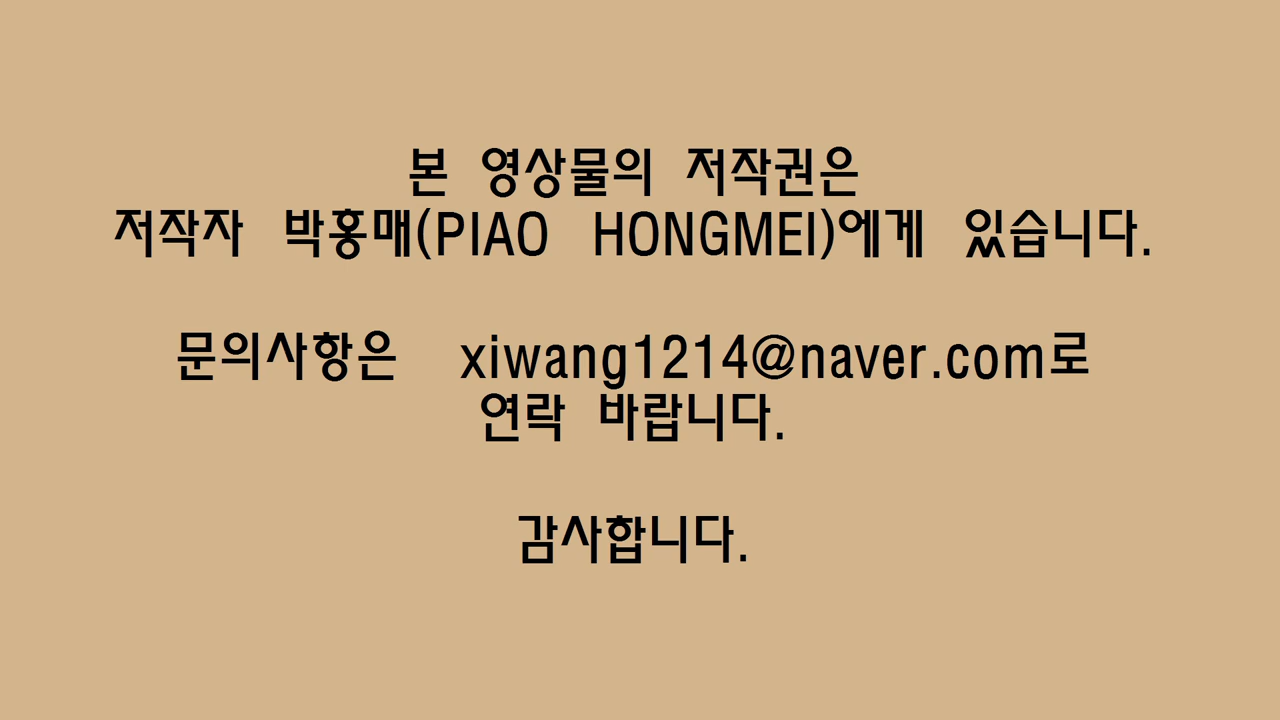 본 영상물의 저작권은
저작자 박홍매(PIAO HONGMEI)에게 있습니다.
문의사항은 xiwang1214@naver.com로
연락 바랍니다.
감사합니다.